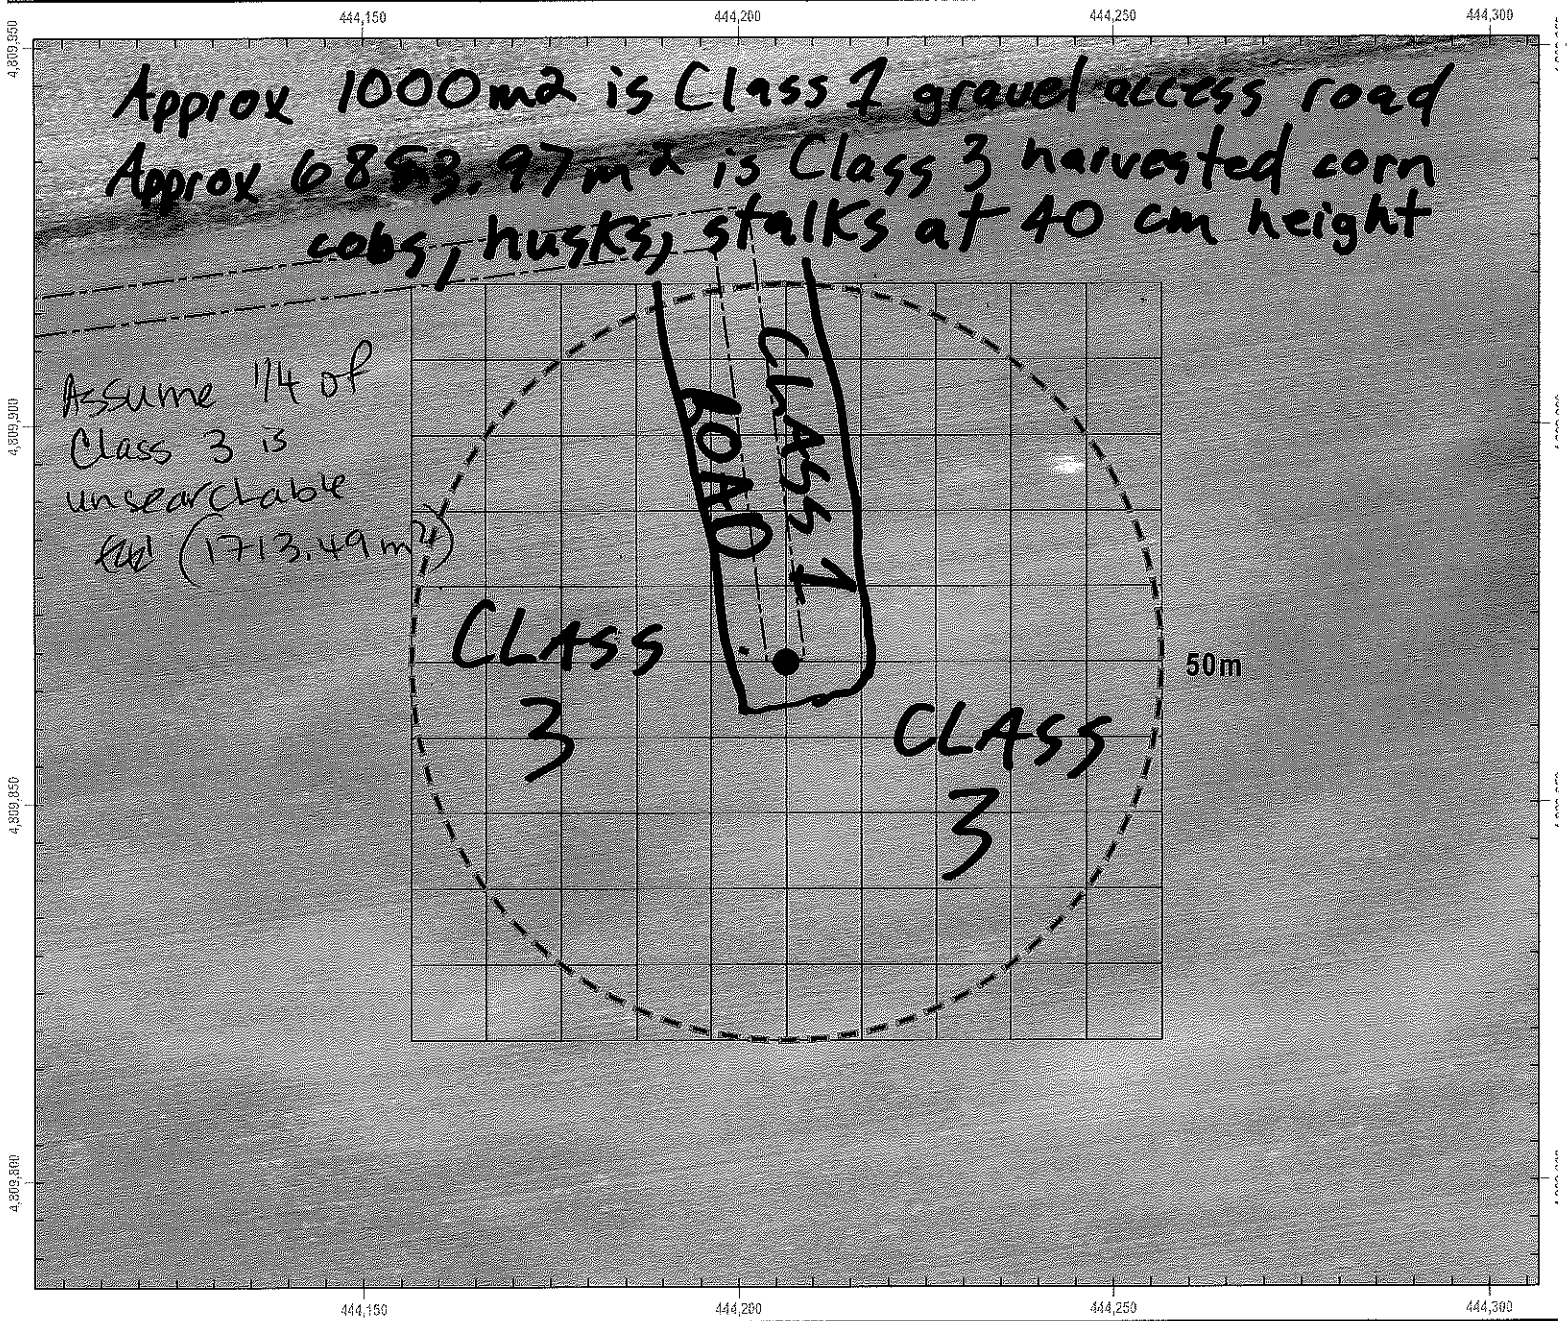 444,150 444,200 444,250 444,300
4,809,950
Approx 1000m2 is Class 1 gravel access road
Approx 6853.97m2 is Class 3 harvested corn
cobs, husks, stalks at 40 cm height
Assume 1/4 of
Class 3 is
unsearchable
(1713.49 m2)
4,809,900
CLASS 1
ROAD
CLASS
3
50m
CLASS
3
4,809,850
4,809,800
444,150 444,200 444,250 444,300